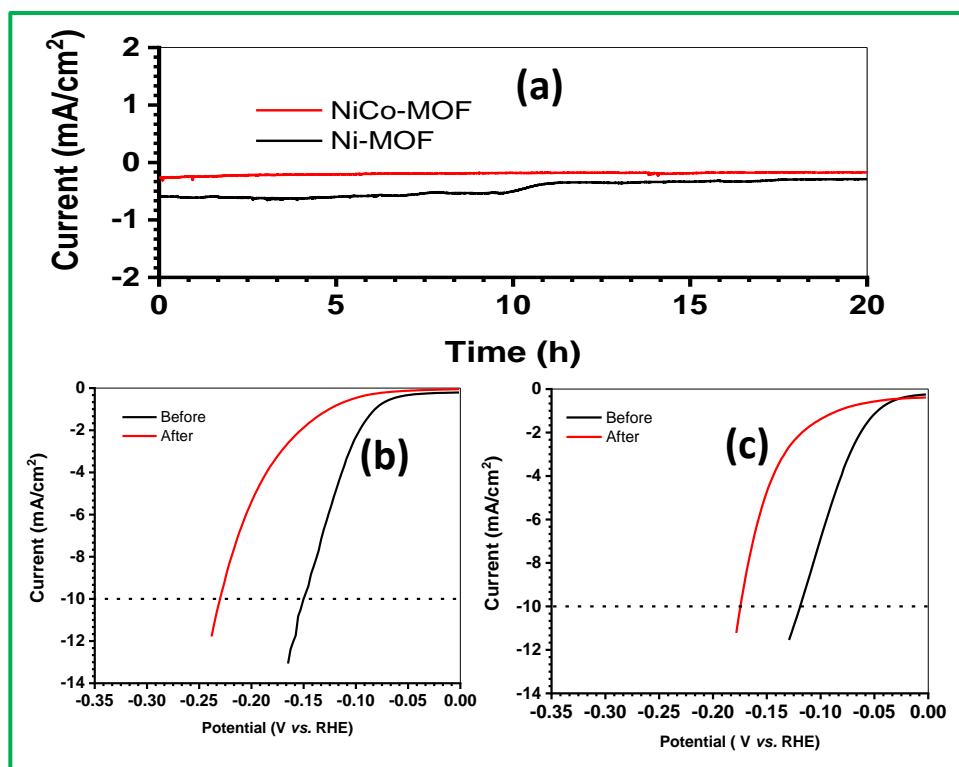 (a)
NiCo-MOF
Ni-MOF
Current (mA/cm²)
2
1
0
-1
-2
0 5 10 15 20
Time (h)
Before
After
(b)
Current (mA/cm²)
0
-2
-4
-6
-8
-10
-12
-14
-0.35 -0.30 -0.25 -0.20 -0.15 -0.10 -0.05 0.00
Potential (V vs. RHE)
Before
After
(c)
Current (mA/cm²)
0
-2
-4
-6
-8
-10
-12
-14
-0.35 -0.30 -0.25 -0.20 -0.15 -0.10 -0.05 0.00
Potential ( V vs. RHE)